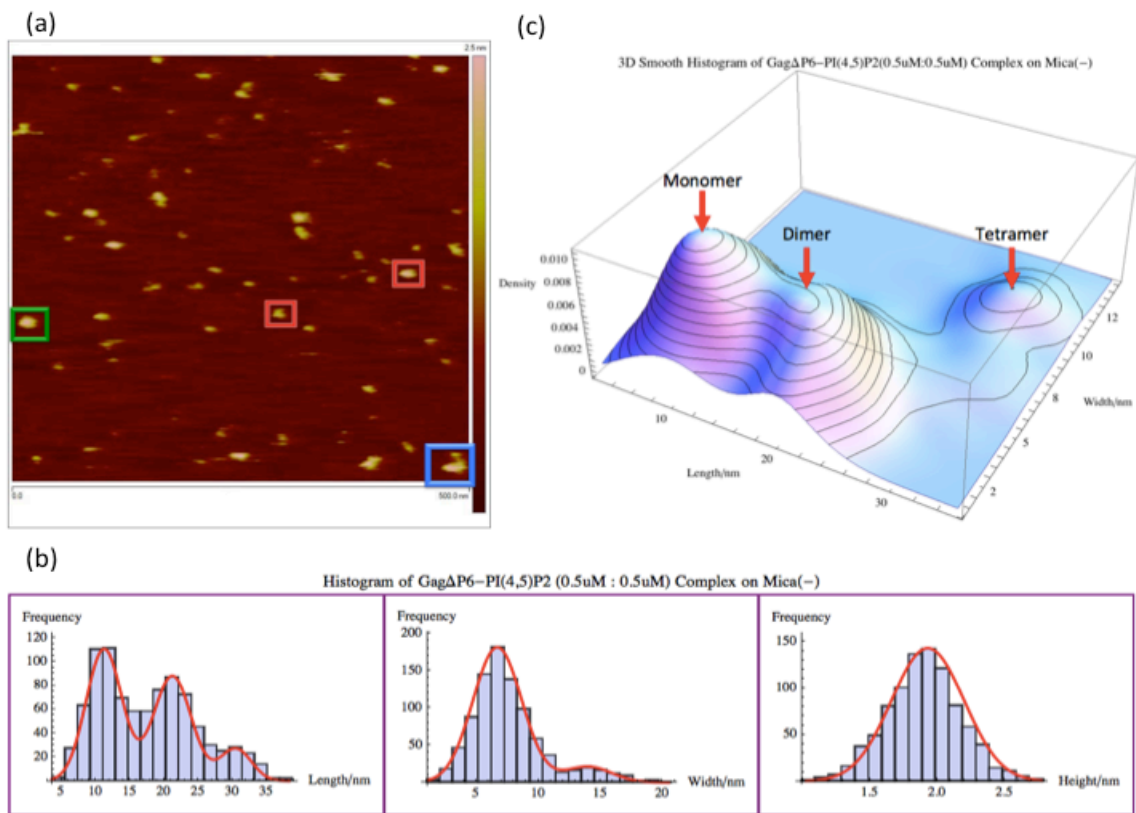 (a)
2.5 nm
0.0
500.0 nm
(c)
3D Smooth Histogram of GagΔP6−PI(4,5)P2(0.5uM:0.5uM) Complex on Mica(−)
Monomer
Dimer
Tetramer
0.010
0.008
0.006
0.004
0.002
0
Density
10
20
30
Length/nm
12
10
8
5
2
Width/nm
(b)
Histogram of GagΔP6−PI(4,5)P2 (0.5uM : 0.5uM) Complex on Mica(−)
Frequency
120
100
80
60
40
20
5 10 15 20 25 30 35 Length/nm
Frequency
200
150
100
50
5 10 15 20 Width/nm
Frequency
150
100
50
1.5 2.0 2.5 Height/nm